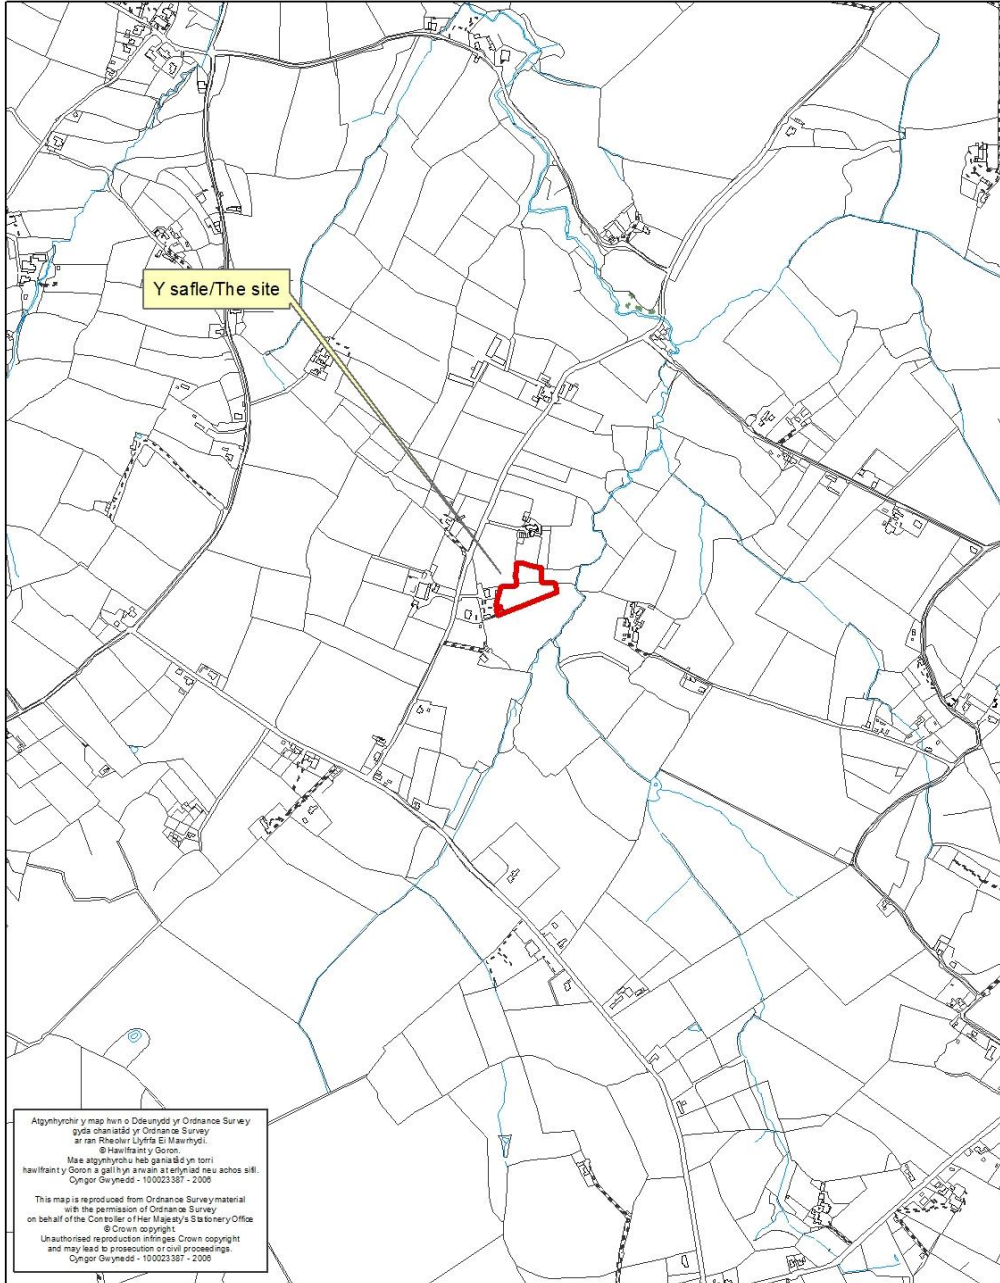 Y safle/The site
Atgynhyrchir y map hwn o Ddeunydd yr Ordnance Survey
gyda chaniatâd yr Ordnance Survey
ar ran Rheolwr Llyfrfa Ei Mawrhydi.
© Hawlfraint y Goron.
Mae atgynhyrchu heb ganiatâd yn torri
hawlfraint y Goron a gall hyn arwain at erlyniad neu achos sifil.
Cyngor Gwynedd - 100023387 - 2006
This map is reproduced from Ordnance Survey material
with the permission of Ordnance Survey
on behalf of the Controller of Her Majesty's Stationery Office
© Crown copyright.
Unauthorised reproduction infringes Crown copyright
and may lead to prosecution or civil proceedings.
Cyngor Gwynedd - 100023387 - 2006